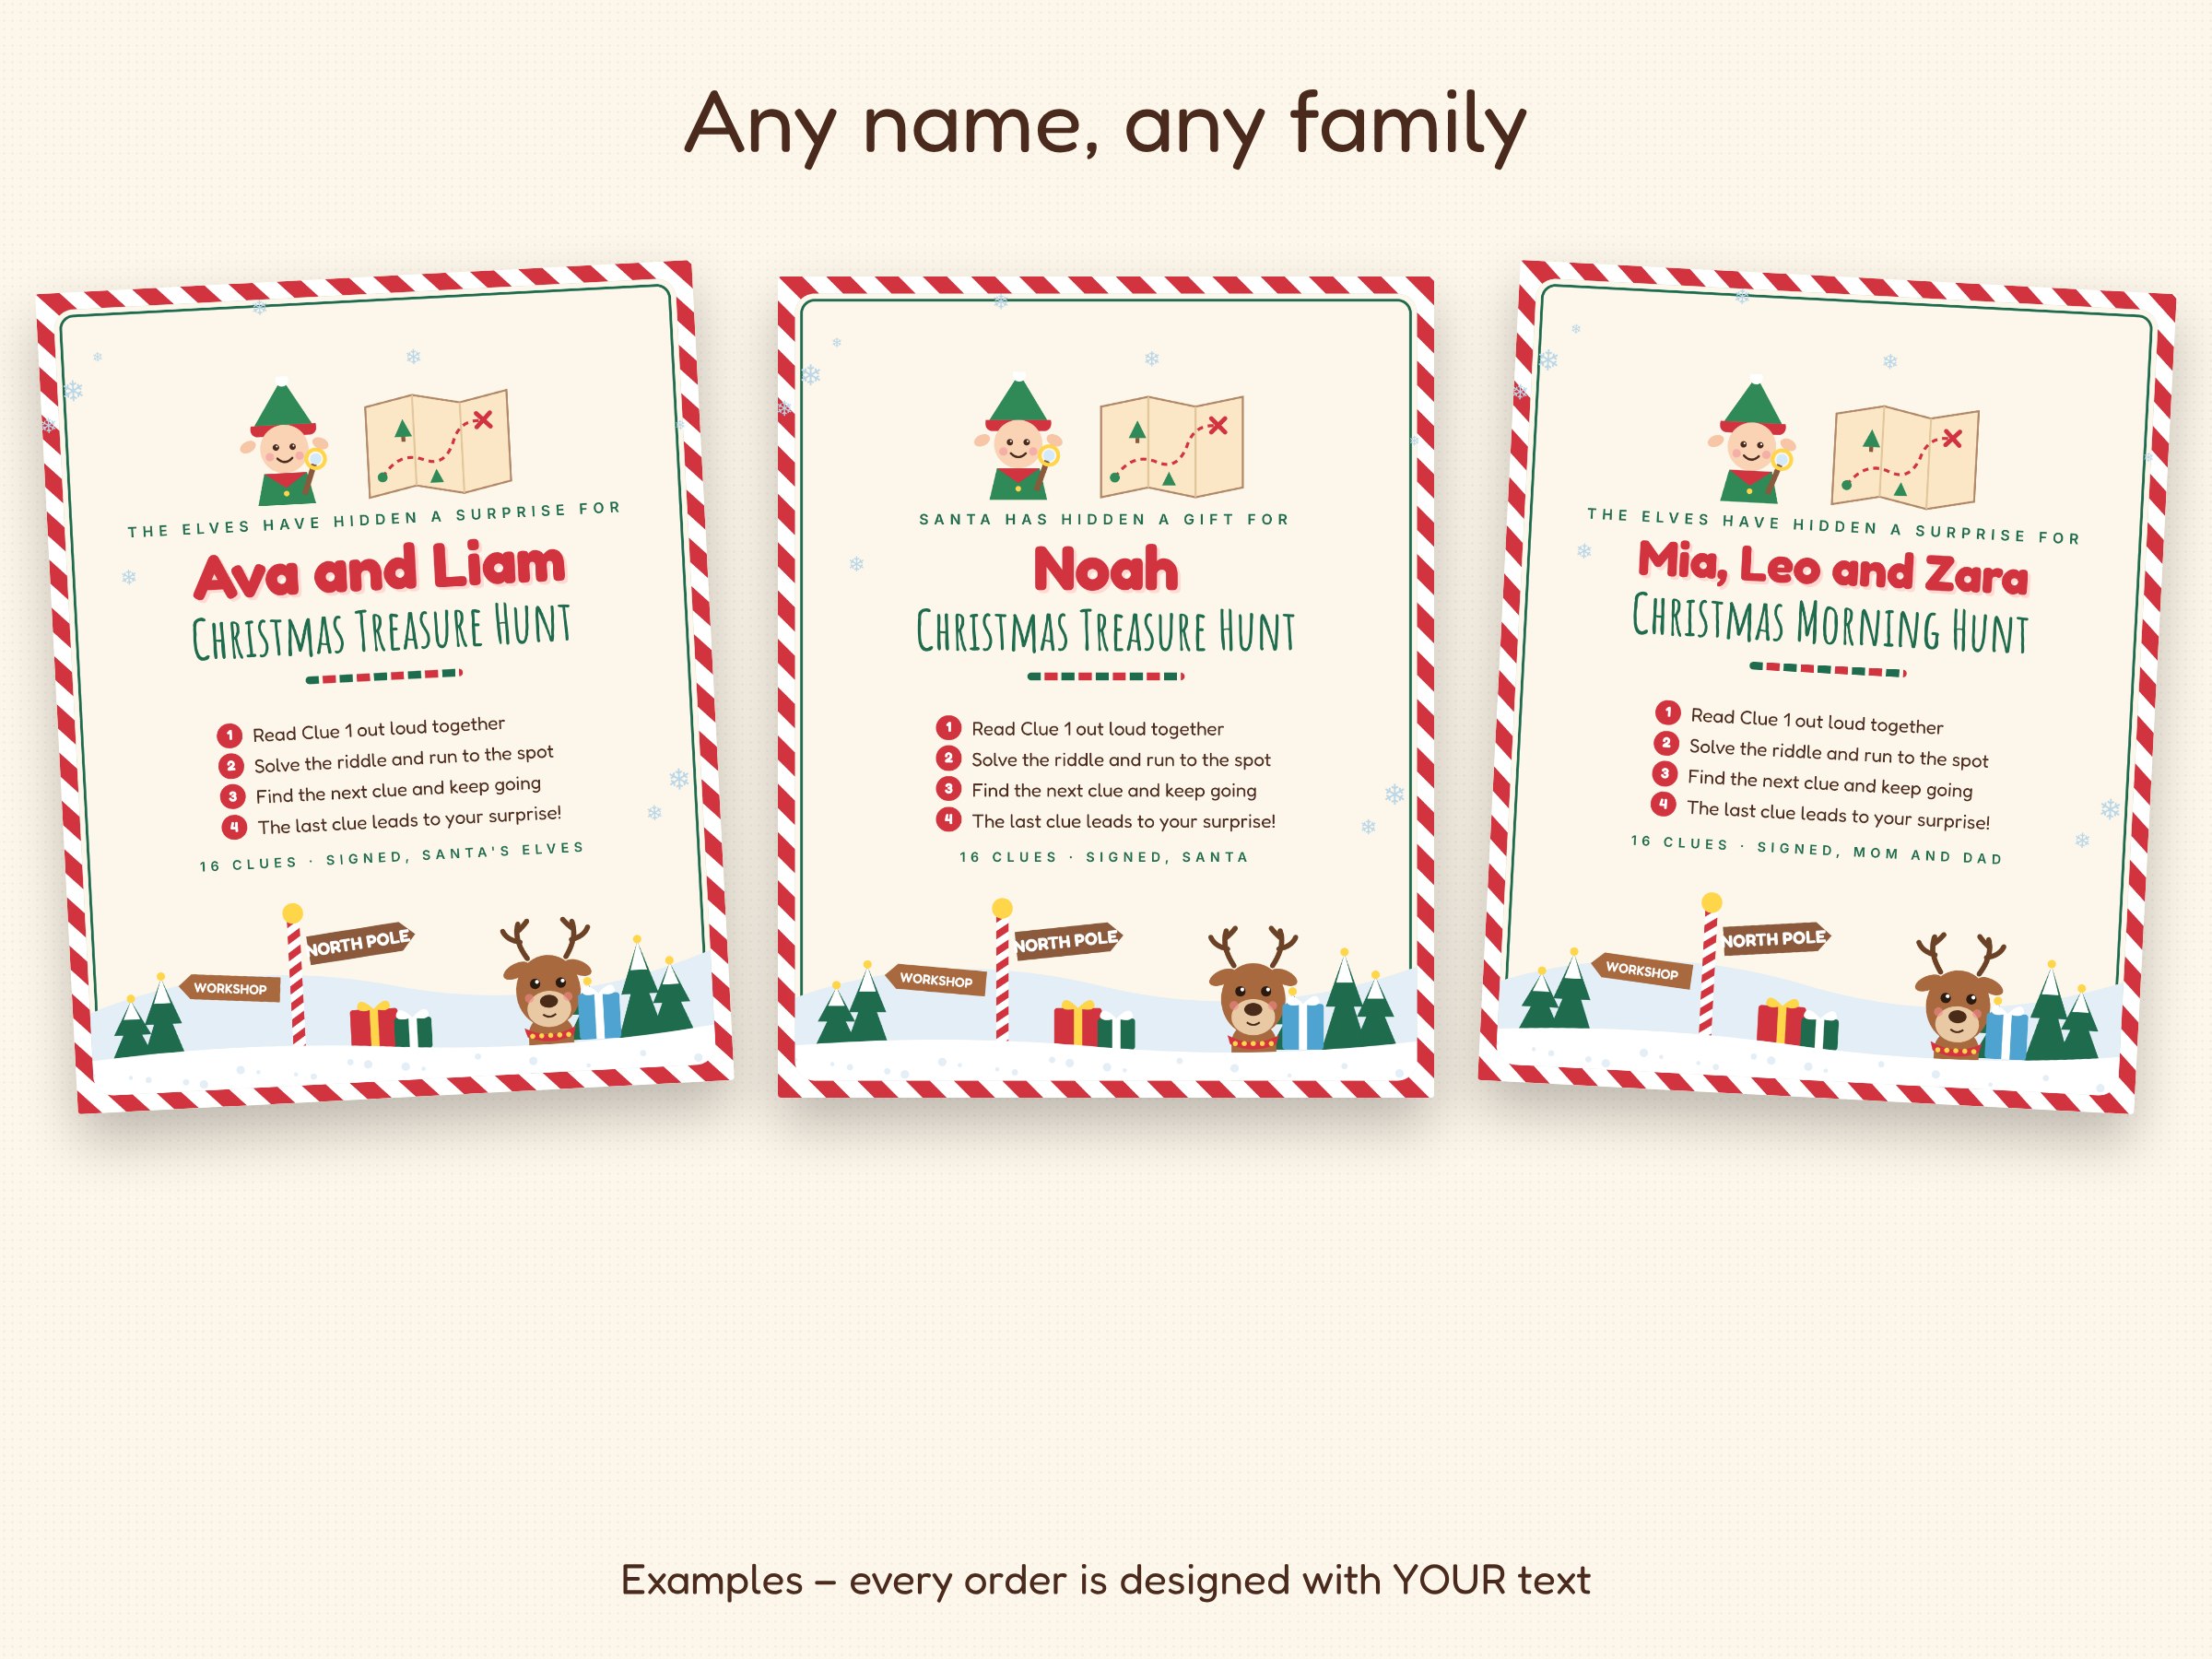 Any name, any family
THE ELVES HAVE HIDDEN A SURPRISE FOR
Ava and Liam
CHRISTMAS TREASURE HUNT
1 Read Clue 1 out loud together
2 Solve the riddle and run to the spot
3 Find the next clue and keep going
4 The last clue leads to your surprise!
16 CLUES · SIGNED, SANTA'S ELVES
NORTH POLE
WORKSHOP
SANTA HAS HIDDEN A GIFT FOR
Noah
CHRISTMAS TREASURE HUNT
1 Read Clue 1 out loud together
2 Solve the riddle and run to the spot
3 Find the next clue and keep going
4 The last clue leads to your surprise!
16 CLUES · SIGNED, SANTA
NORTH POLE
WORKSHOP
THE ELVES HAVE HIDDEN A SURPRISE FOR
Mia, Leo and Zara
CHRISTMAS MORNING HUNT
1 Read Clue 1 out loud together
2 Solve the riddle and run to the spot
3 Find the next clue and keep going
4 The last clue leads to your surprise!
16 CLUES · SIGNED, MOM AND DAD
NORTH POLE
WORKSHOP
Examples – every order is designed with YOUR text